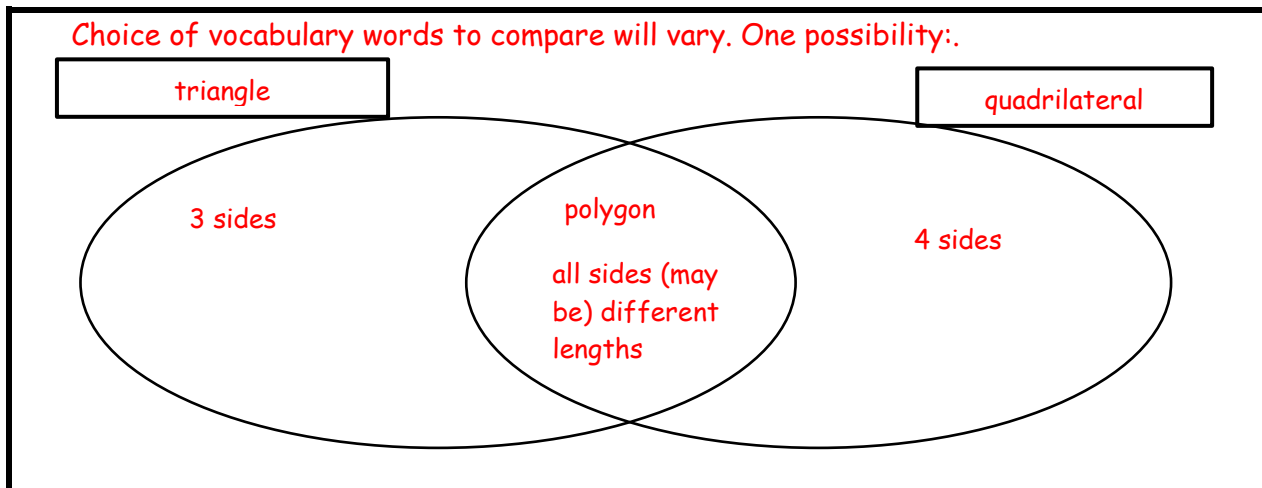 Choice of vocabulary words to compare will vary. One possibility:.
triangle
quadrilateral
3 sides
polygon
4 sides
all sides (may
be) different
lengths